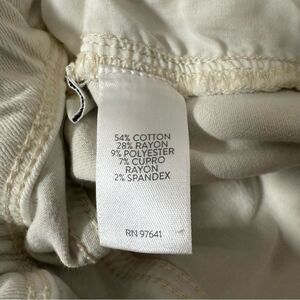 54% COTTON
28% RAYON
9% POLYESTER
7% CUPRO
RAYON
2% SPANDEX
RN 97641